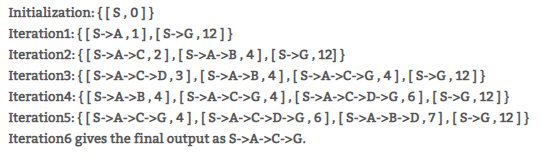 Initialization: { [ S , 0 ] }
Iteration1: { [ S->A , 1 ] , [ S->G , 12 ] }
Iteration2: { [ S->A->C , 2 ] , [ S->A->B , 4 ] , [ S->G , 12] }
Iteration3: { [ S->A->C->D , 3 ] , [ S->A->B , 4 ] , [ S->A->C->G , 4 ] , [ S->G , 12 ] }
Iteration4: { [ S->A->B , 4 ] , [ S->A->C->G , 4 ] , [ S->A->C->D->G , 6 ] , [ S->G , 12 ] }
Iteration5: { [ S->A->C->G , 4 ] , [ S->A->C->D->G , 6 ] , [ S->A->B->D , 7 ] , [ S->G , 12 ] }
Iteration6 gives the final output as S->A->C->G.